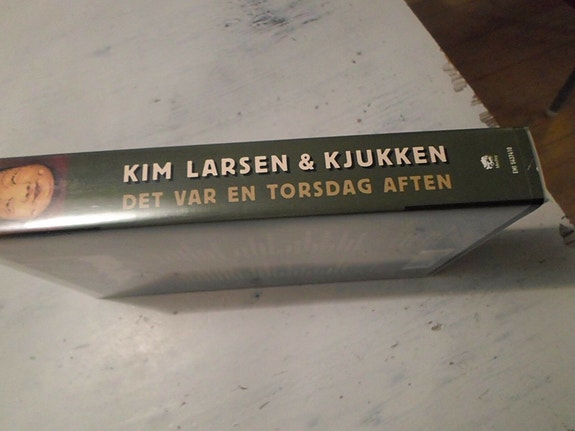 KIM LARSEN & KJUKKEN
DET VAR EN TORSDAG AFTEN